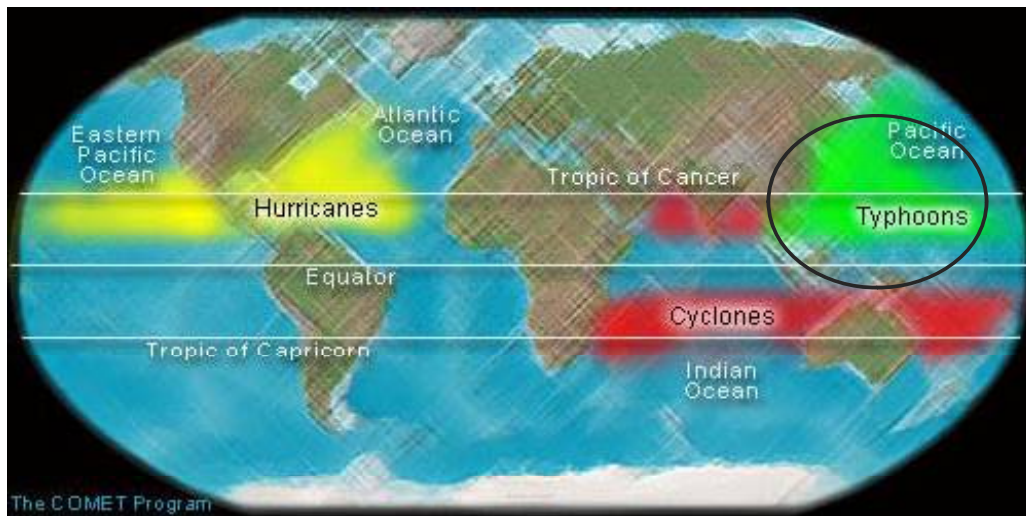 Eastern
Pacific
Ocean
Atlantic
Ocean
Pacific
Ocean
Tropic of Cancer
Hurricanes
Typhoons
Equator
Cyclones
Tropic of Capricorn
Indian
Ocean
The COMET Program